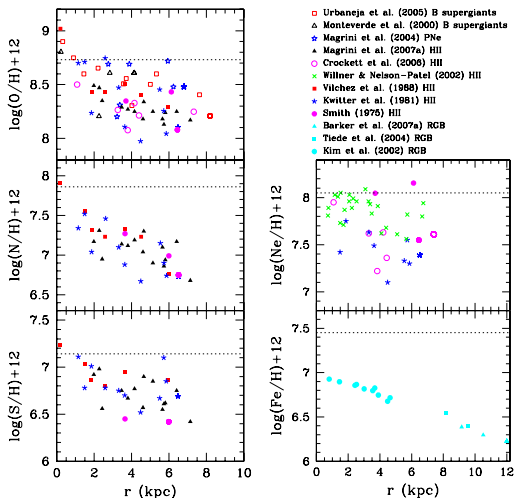 Urbaneja et al. (2005) B supergiants
Monteverde et al. (2000) B supergiants
Magrini et al. (2004) PNe
Magrini et al. (2007a) HII
Crockett et al. (2006) HII
Willner & Nelson-Patel (2002) HII
Vilchez et al. (1988) HII
Kwitter et al. (1981) HII
Smith (1975) HII
Barker et al. (2007a) RGB
Tiede et al. (2004) RGB
Kim et al. (2002) RGB
log(O/H)+12
9
8.5
8
log(N/H)+12
7.5
7
6.5
log(S/H)+12
7.5
7
6.5
6
0 2 4 6 8 10
r (kpc)
log(Ne/H)+12
8
7.5
7
log(Fe/H)+12
7
6.5
6
0 2 4 6 8 10 12
r (kpc)